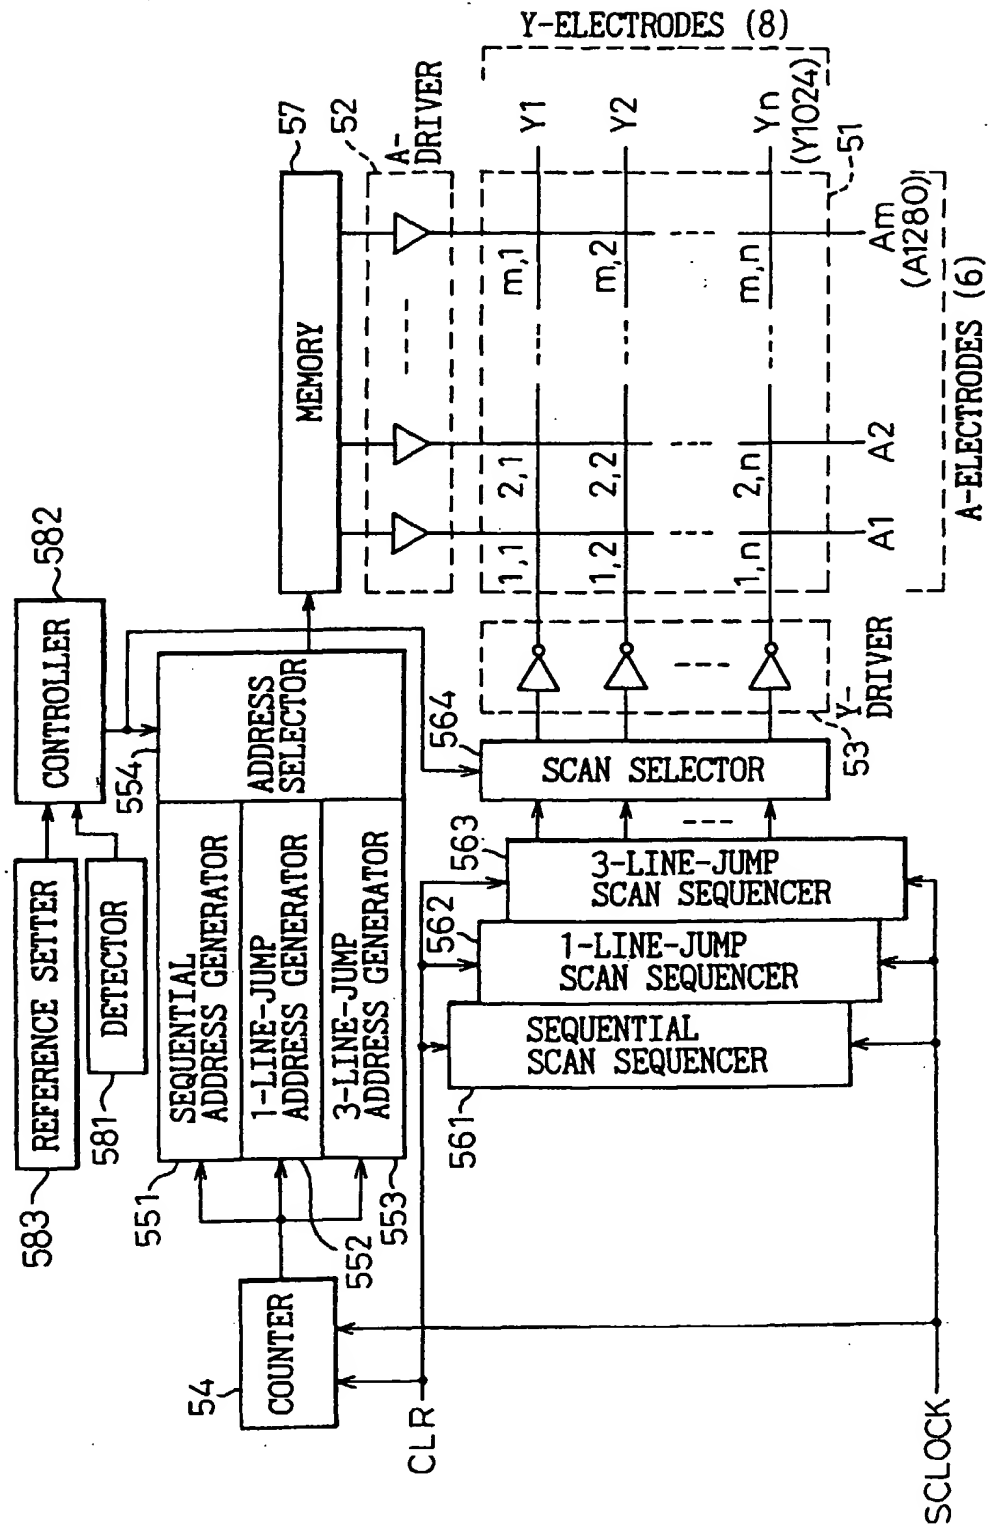 583
REFERENCE SETTER
582
CONTROLLER
581
DETECTOR
554
551
SEQUENTIAL
ADDRESS GENERATOR
1-LINE-JUMP
ADDRESS GENERATOR
3-LINE-JUMP
ADDRESS GENERATOR
552
553
ADDRESS
SELECTOR
54
COUNTER
57
MEMORY
52
A-
DRIVER
CLR
SCLOCK
561
SEQUENTIAL
SCAN SEQUENCER
562
1-LINE-JUMP
SCAN SEQUENCER
563
3-LINE-JUMP
SCAN SEQUENCER
564
SCAN SELECTOR
53
Y-
DRIVER
1,1
2,1
m,1
Y1
1,2
2,2
m,2
Y2
1,n
2,n
m,n
Yn
(Y1024)
Y-ELECTRODES (8)
51
A1
A2
Am
(A1280)
A-ELECTRODES (6)